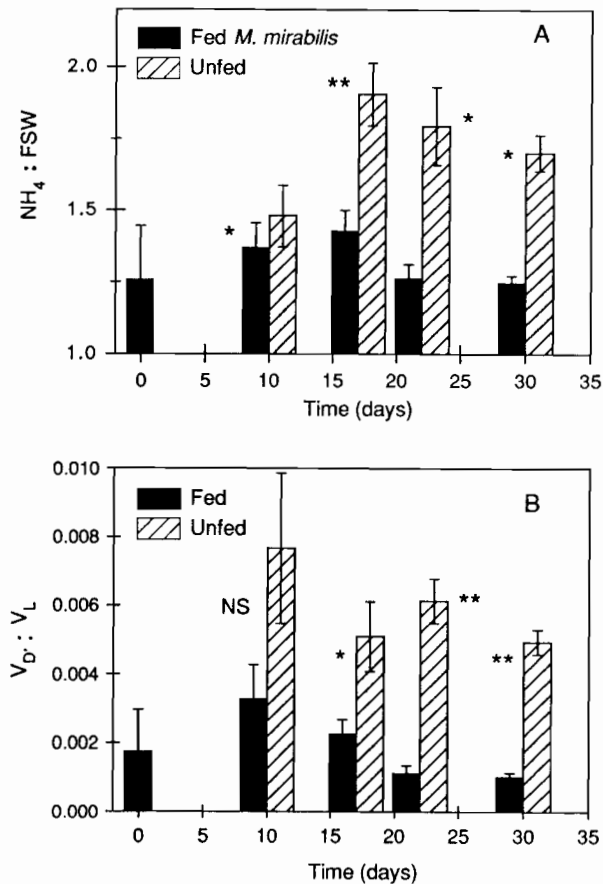 Fed M. mirabilis
Unfed
A
NH₄ : FSW
2.0
1.5
1.0
**
*
*
*
0 5 10 15 20 25 30 35
Time (days)
Fed
Unfed
B
V_D' : V_L
0.010
0.008
0.006
0.004
0.002
0.000
NS
*
**
**
0 5 10 15 20 25 30 35
Time (days)